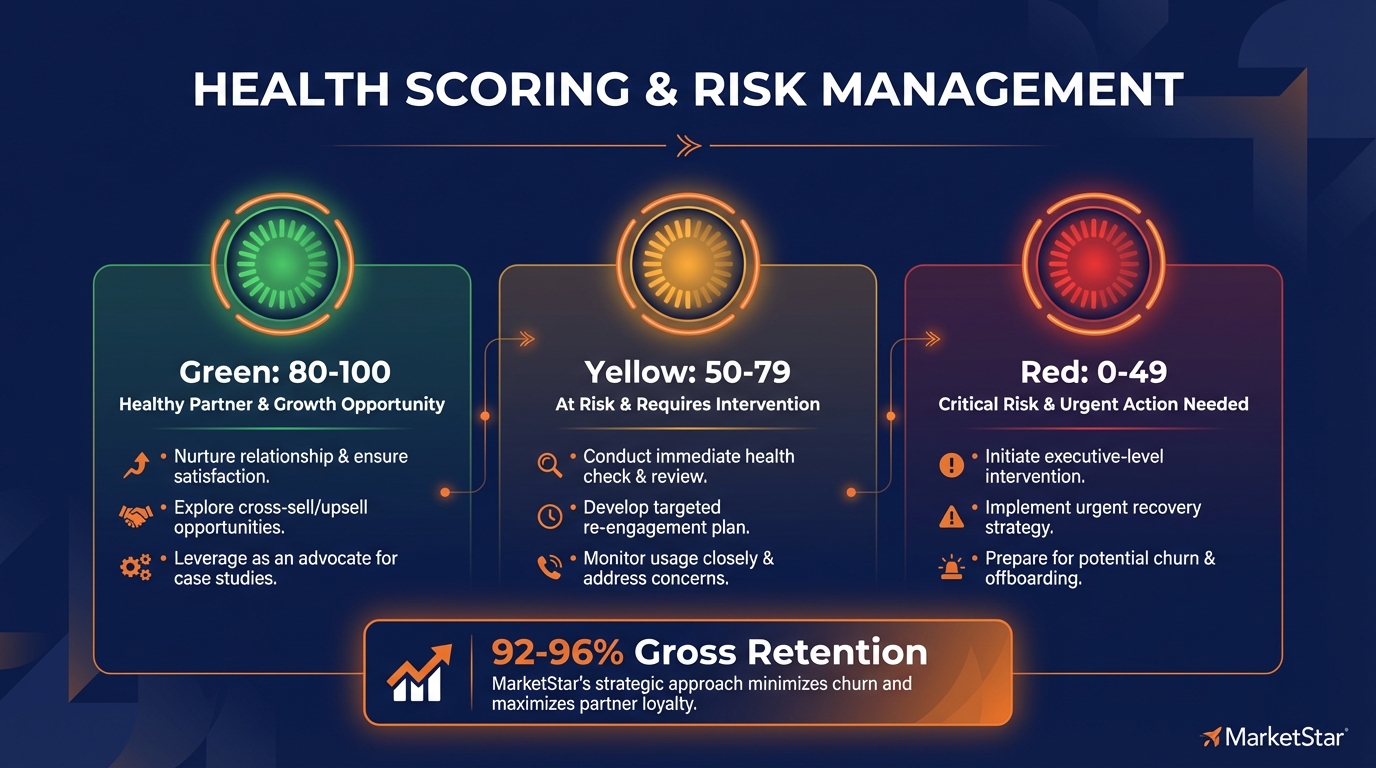 HEALTH SCORING & RISK MANAGEMENT
Green: 80-100
Healthy Partner & Growth Opportunity
• Nurture relationship & ensure
satisfaction.
• Explore cross-sell/upsell
opportunities.
• Leverage as an advocate for
case studies.
Yellow: 50-79
At Risk & Requires Intervention
• Conduct immediate health
check & review.
• Develop targeted
re-engagement plan.
• Monitor usage closely &
address concerns.
Red: 0-49
Critical Risk & Urgent Action Needed
• Initiate executive-level
intervention.
• Implement urgent recovery
strategy.
• Prepare for potential churn &
offboarding.
92-96% Gross Retention
MarketStar's strategic approach minimizes churn and
maximizes partner loyalty.
MarketStar